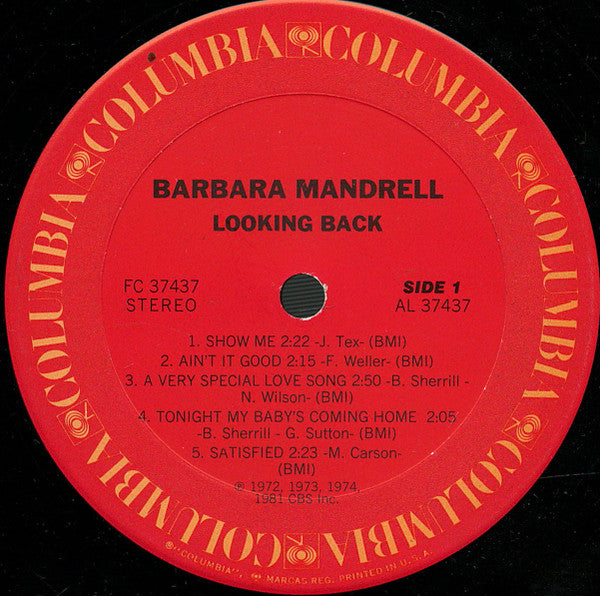 COLUMBIA COLUMBIA COLUMBIA COLUMBIA COLUMBIA COLUMBIA
BARBARA MANDRELL
LOOKING BACK
FC 37437 SIDE 1
STEREO AL 37437
1. SHOW ME 2:22 -J. Tex- (BMI)
2. AIN'T IT GOOD 2:15 -F. Weller- (BMI)
3. A VERY SPECIAL LOVE SONG 2:50 -B. Sherrill -
N. Wilson- (BMI)
4. TONIGHT MY BABY'S COMING HOME 2:05
-B. Sherrill - G. Sutton- (BMI)
5. SATISFIED 2:23 -M. Carson-
(BMI)
℗ 1972, 1973, 1974,
1981 CBS Inc.
®"COLUMBIA", MARCAS REG. PRINTED IN U.S.A.